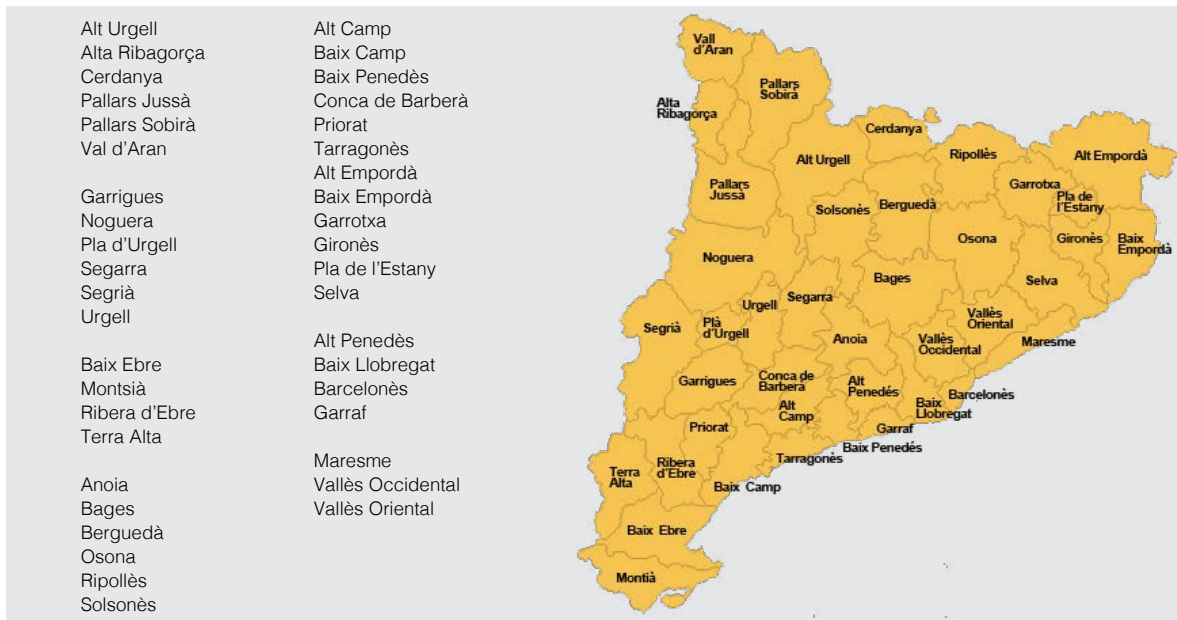 Alt Urgell
Alta Ribagorça
Cerdanya
Pallars Jussà
Pallars Sobirà
Val d'Aran
Garrigues
Noguera
Pla d'Urgell
Segarra
Segrià
Urgell
Baix Ebre
Montsià
Ribera d'Ebre
Terra Alta
Anoia
Bages
Berguedà
Osona
Ripollès
Solsonès
Alt Camp
Baix Camp
Baix Penedès
Conca de Barberà
Priorat
Tarragonès
Alt Empordà
Baix Empordà
Garrotxa
Gironès
Pla de l'Estany
Selva
Alt Penedès
Baix Llobregat
Barcelonès
Garraf
Maresme
Vallès Occidental
Vallès Oriental
Vall
d'Aran
Pallars
Sobirà
Alta
Ribagorça
Cerdanya
Ripollès
Alt Empordà
Alt Urgell
Pallars
Jussà
Garrotxa
Pla de
l'Estany
Solsonès
Berguedà
Osona
Gironès
Baix
Empordà
Noguera
Bages
Selva
Urgell
Segarra
Segrià
Plà
d'Urgell
Anoia
Vallès
Oriental
Vallès
Occidental
Maresme
Garrigues
Conca de
Barberà
Alt
Penedés
Barcelonès
Baix
Llobregat
Alt
Camp
Priorat
Garraf
Baix Penedés
Tarragonès
Terra
Alta
Ribera
d'Ebre
Baix Camp
Baix Ebre
Montià